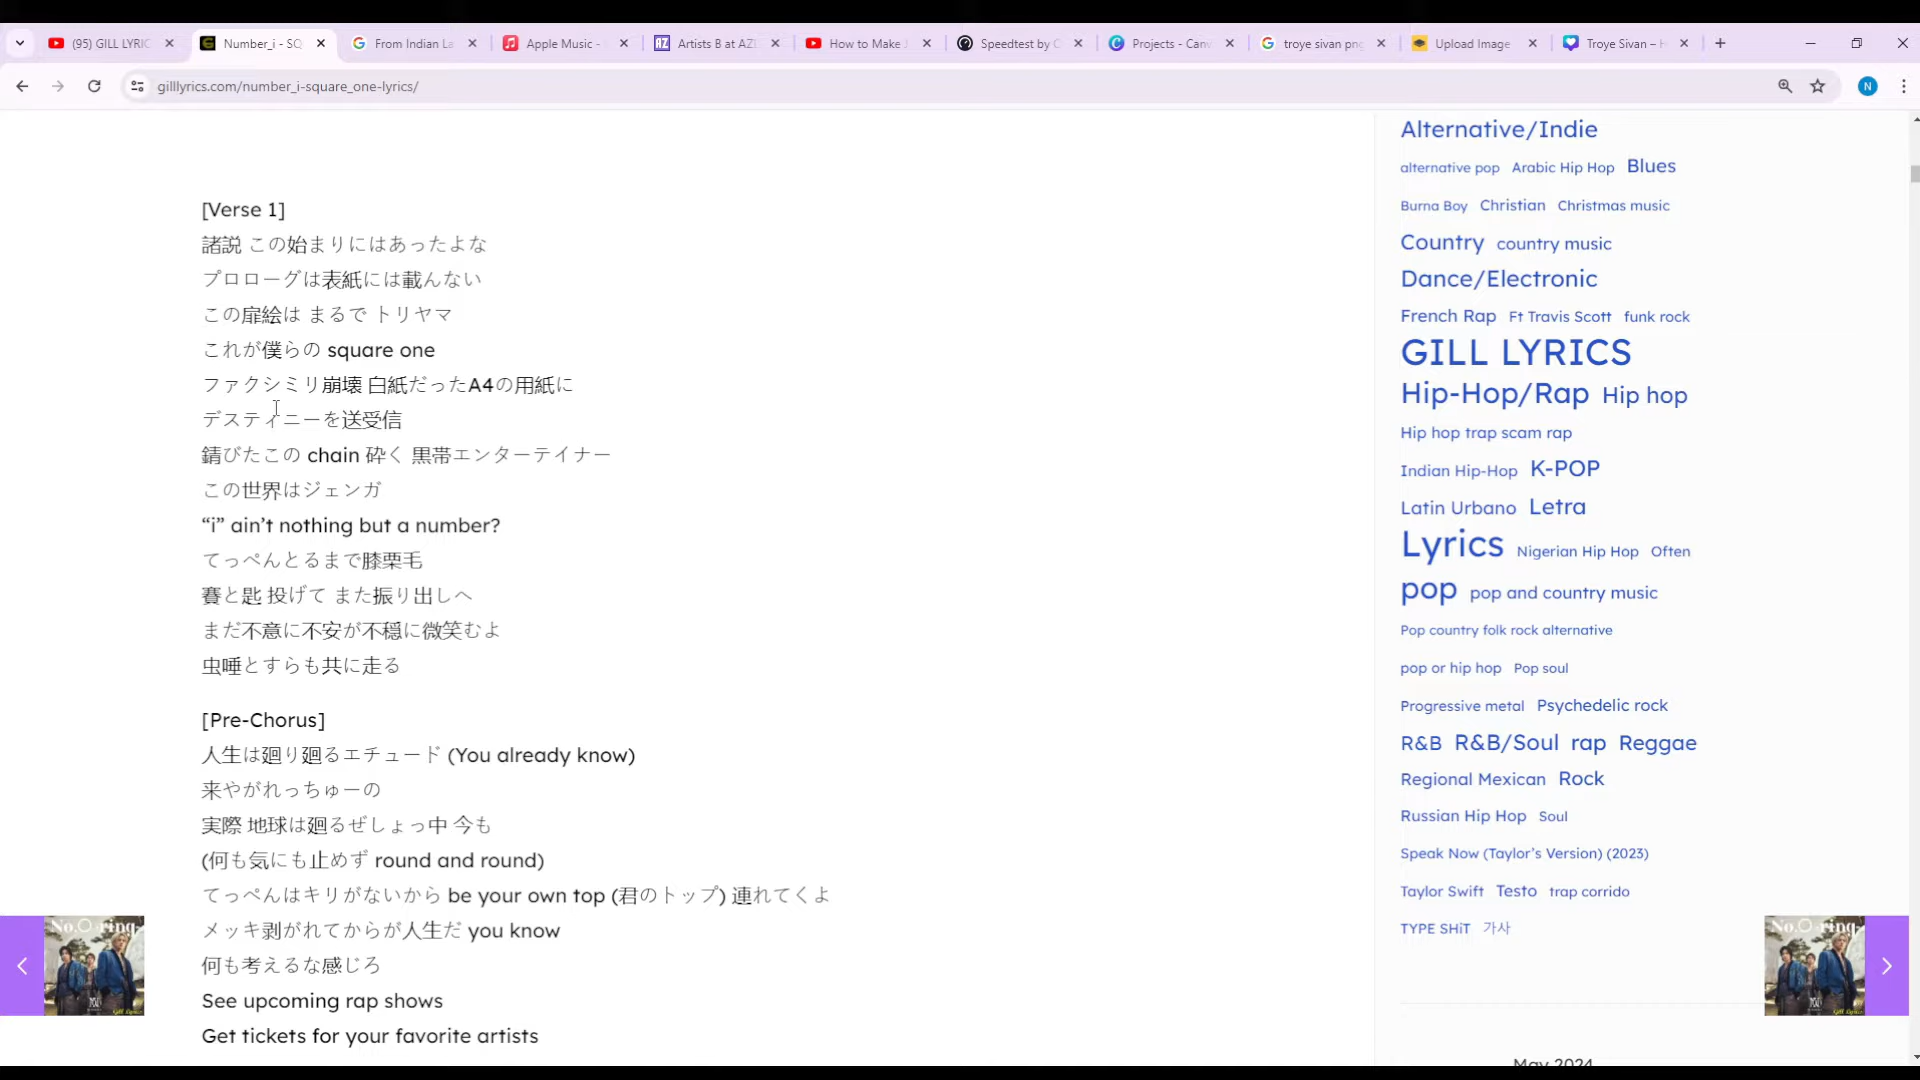 (95) GILL LYRIC
Number_i - SQ
From Indian La
Apple Music -
Artists B at AZ
How to Make J
Speedtest by O
Projects - Canv
troye sivan png
Upload Image
Troye Sivan – H
gilllyrics.com/number_i-square_one-lyrics/
N
[Verse 1]
諸説 この始まりにはあったよな
プロローグは表紙には載んない
この扉絵は まるで トリヤマ
これが僕らの square one
ファクシミリ崩壊 白紙だったA4の用紙に
デスティニーを送受信
錆びたこの chain 砕く 黒帯エンターテイナー
この世界はジェンガ
“i” ain’t nothing but a number?
てっぺんとるまで膝栗毛
賽と匙 投げて また振り出しへ
まだ不意に不安が不穏に微笑むよ
虫唾とすらも共に走る
[Pre-Chorus]
人生は廻り廻るエチュード (You already know)
来やがれっちゅーの
実際 地球は廻るぜしょっ中 今も
(何も気にも止めず round and round)
てっぺんはキリがないから be your own top (君のトップ) 連れてくよ
メッキ剥がれてからが人生だ you know
何も考えるな感じろ
See upcoming rap shows
Get tickets for your favorite artists
Alternative/Indie
alternative pop Arabic Hip Hop Blues
Burna Boy Christian Christmas music
Country country music
Dance/Electronic
French Rap Ft Travis Scott funk rock
GILL LYRICS
Hip-Hop/Rap Hip hop
Hip hop trap scam rap
Indian Hip-Hop K-POP
Latin Urbano Letra
Lyrics Nigerian Hip Hop Often
pop pop and country music
Pop country folk rock alternative
pop or hip hop Pop soul
Progressive metal Psychedelic rock
R&B R&B/Soul rap Reggae
Regional Mexican Rock
Russian Hip Hop Soul
Speak Now (Taylor’s Version) (2023)
Taylor Swift Testo trap corrido
TYPE SHiT 가사
May 2024
No.O -ring-
Gill Lyrics
No.O -ring-
Gill Lyrics